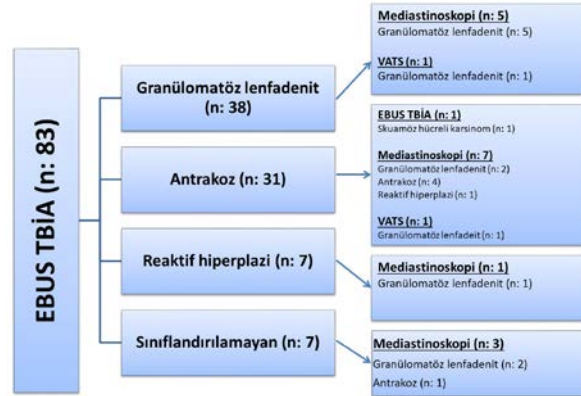 EBUS TBİA (n: 83)
Granülomatöz lenfadenit
(n: 38)
Antrakoz (n: 31)
Reaktif hiperplazi (n: 7)
Sınıflandırılamayan (n: 7)
Mediastinoskopi (n: 5)
Granülomatöz lenfadenit (n: 5)
VATS (n: 1)
Granülomatöz lenfadenit (n: 1)
EBUS TBİA (n: 1)
Skuamöz hücreli karsinom (n: 1)
Mediastinoskopi (n: 7)
Granülomatöz lenfadenit (n: 2)
Antrakoz (n: 4)
Reaktif hiperplazi (n: 1)
VATS (n: 1)
Granülomatöz lenfadeit (n: 1)
Mediastinoskopi (n: 1)
Granülomatöz lenfadenit (n: 1)
Mediastinoskopi (n: 3)
Granülomatöz lenfadenit (n: 2)
Antrakoz (n: 1)